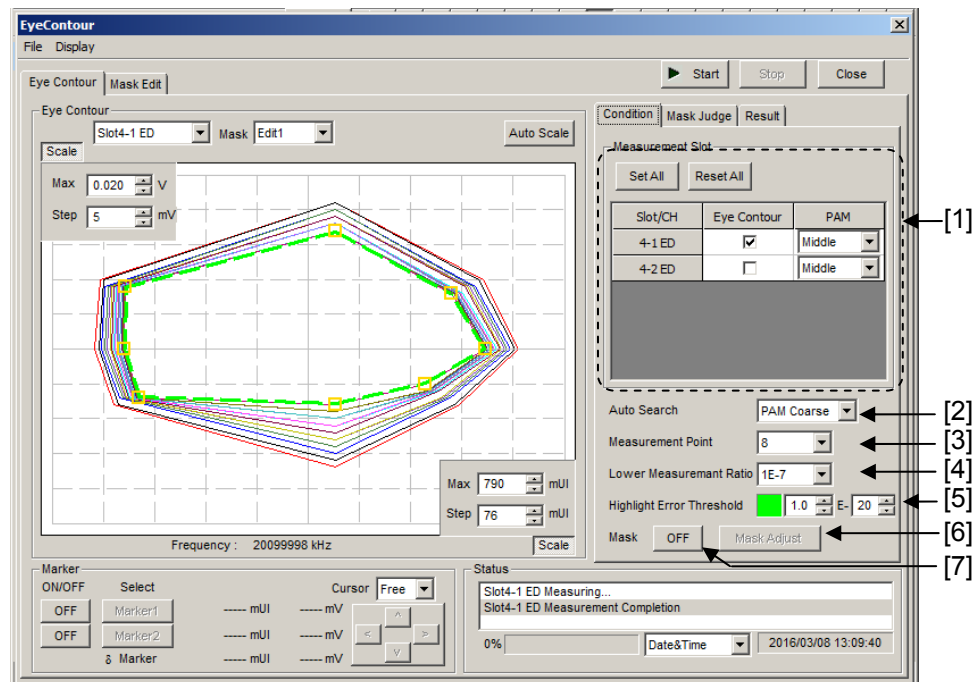 EyeContour
File Display
Start Stop Close
Eye Contour Mask Edit
Eye Contour
Slot4-1 ED Mask Edit1 Auto Scale
Scale
Max 0.020 V
Step 5 mV
Max 790 mUI
Step 76 mUI
Frequency : 20099998 kHz Scale
Condition Mask Judge Result
Measurement Slot
Set All Reset All
Slot/CH Eye Contour PAM
4-1 ED Middle
4-2 ED Middle
[1]
Auto Search PAM Coarse [2]
Measurement Point 8 [3]
Lower Measuremant Ratio 1E-7 [4]
Highlight Error Threshold 1.0 E- 20 [5]
Mask OFF Mask Adjust [6]
[7]
Marker
ON/OFF Select Cursor Free
OFF Marker1 ----- mUI ----- mV
OFF Marker2 ----- mUI ----- mV
δ Marker ----- mUI ----- mV
^
< >
v
Status
Slot4-1 ED Measuring...
Slot4-1 ED Measurement Completion
0% Date&Time 2016/03/08 13:09:40